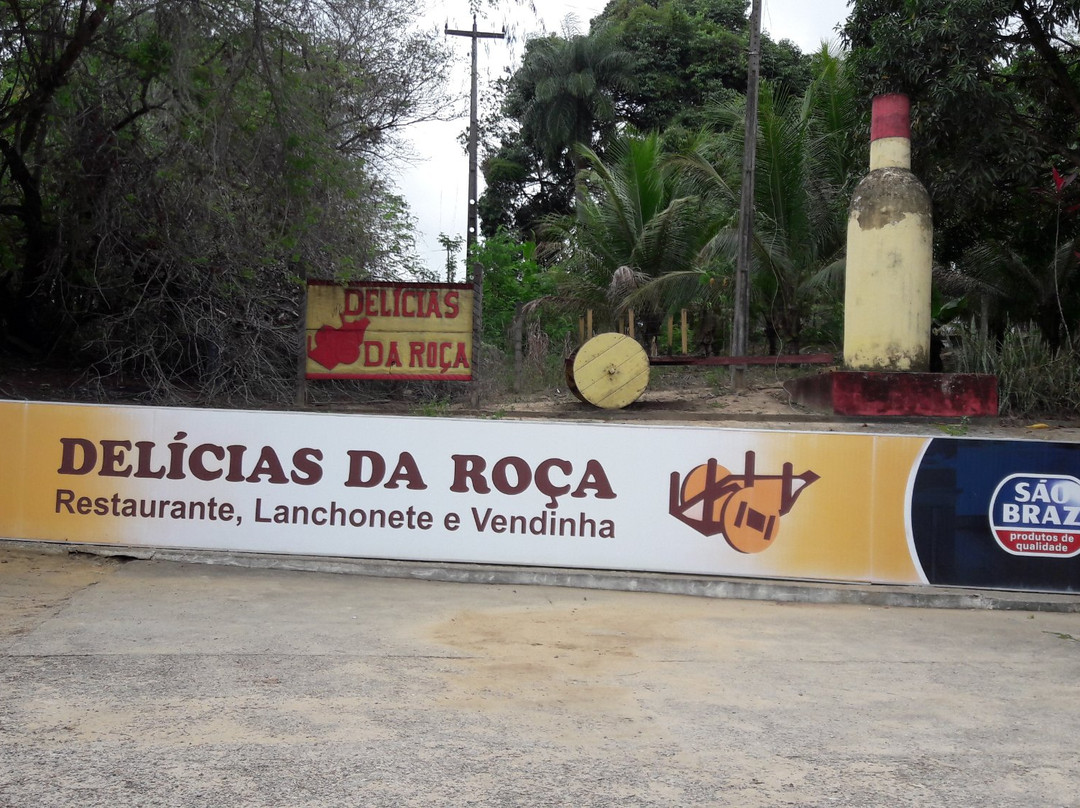 DELÍCIAS
DA ROÇA
DELÍCIAS DA ROÇA
Restaurante, Lanchonete e Vendinha
SÃO
BRAZ
produtos de
qualidade